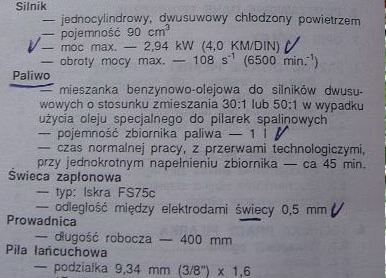 Silnik
— jednocylindrowy, dwusuwowy chłodzony powietrzem
— pojemność 90 cm³
— moc max. — 2,94 kW (4,0 KM/DIN)
— obroty mocy max. — 108 s⁻¹ (6500 min.⁻¹)
Paliwo
— mieszanka benzynowo-olejowa do silników dwusu-
wowych o stosunku zmieszania 30:1 lub 50:1 w wypadku
użycia oleju specjalnego do pilarek spalinowych
— pojemność zbiornika paliwa — 1 l
— czas normalnej pracy, z przerwami technologicznymi,
przy jednokrotnym napełnieniu zbiornika — ca 45 min.
Świeca zapłonowa
— typ: Iskra FS75c
— odległość między elektrodami świecy 0,5 mm
Prowadnica
— długość robocza — 400 mm
Piła łańcuchowa
— podziałka 9,34 mm (3/8") x 1,6